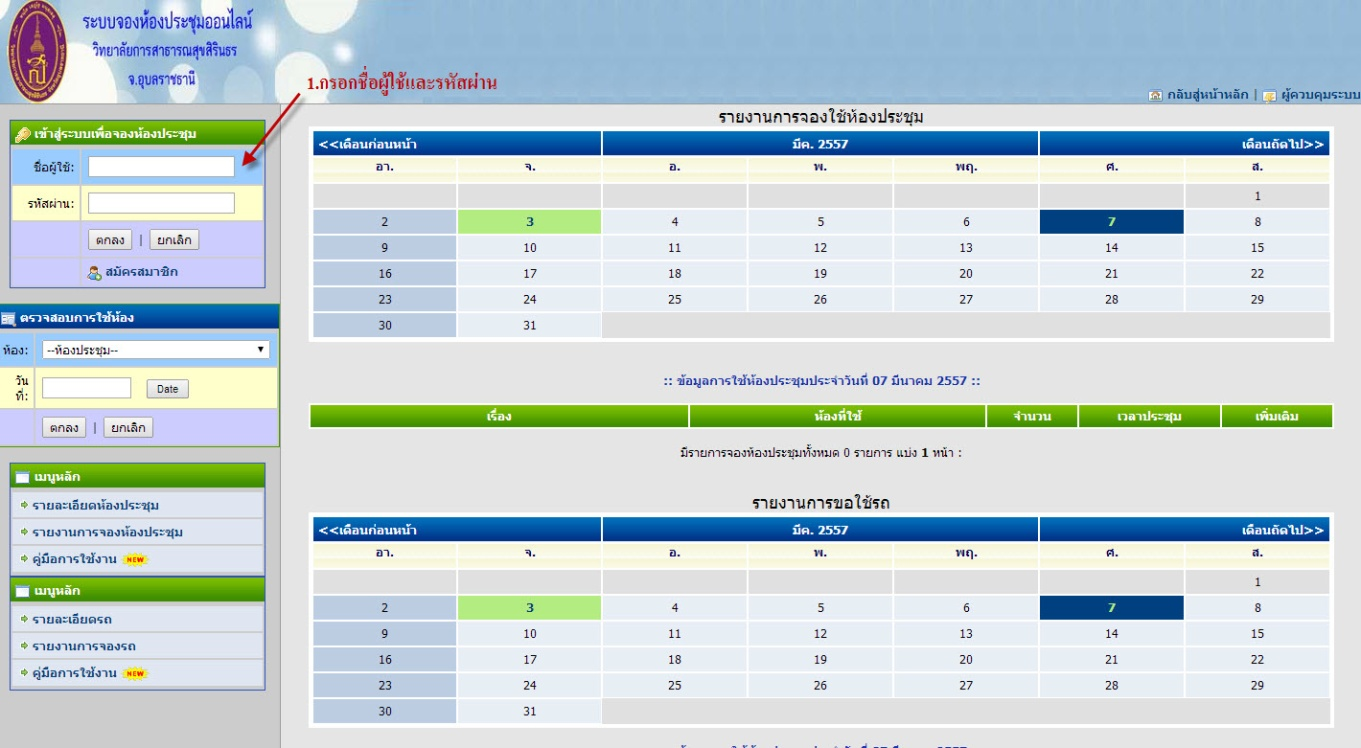 ระบบจองห้องประชุมออนไลน์
วิทยาลัยการสาธารณสุขสิรินธร
จ.อุบลราชธานี
1.กรอกชื่อผู้ใช้และรหัสผ่าน
กลับสู่หน้าหลัก | ผู้ควบคุมระบบ
เข้าสู่ระบบเพื่อจองห้องประชุม
ชื่อผู้ใช้:
รหัสผ่าน:
ตกลง | ยกเลิก
สมัครสมาชิก
ตรวจสอบการใช้ห้อง
ห้อง: --ห้องประชุม--
วันที่: Date
ตกลง | ยกเลิก
เมนูหลัก
รายละเอียดห้องประชุม
รายงานการจองห้องประชุม
คู่มือการใช้งาน NEW
เมนูหลัก
รายละเอียดรถ
รายงานการจองรถ
คู่มือการใช้งาน NEW
รายงานการจองใช้ห้องประชุม
<<เดือนก่อนหน้า มีค. 2557 เดือนถัดไป>>
อา. จ. อ. พ. พฤ. ศ. ส.
1
2 3 4 5 6 7 8
9 10 11 12 13 14 15
16 17 18 19 20 21 22
23 24 25 26 27 28 29
30 31
:: ข้อมูลการใช้ห้องประชุมประจำวันที่ 07 มีนาคม 2557 ::
เรื่อง ห้องที่ใช้ จำนวน เวลาประชุม เพิ่มเติม
มีรายการจองห้องประชุมทั้งหมด 0 รายการ แบ่ง 1 หน้า :
รายงานการขอใช้รถ
<<เดือนก่อนหน้า มีค. 2557 เดือนถัดไป>>
อา. จ. อ. พ. พฤ. ศ. ส.
1
2 3 4 5 6 7 8
9 10 11 12 13 14 15
16 17 18 19 20 21 22
23 24 25 26 27 28 29
30 31